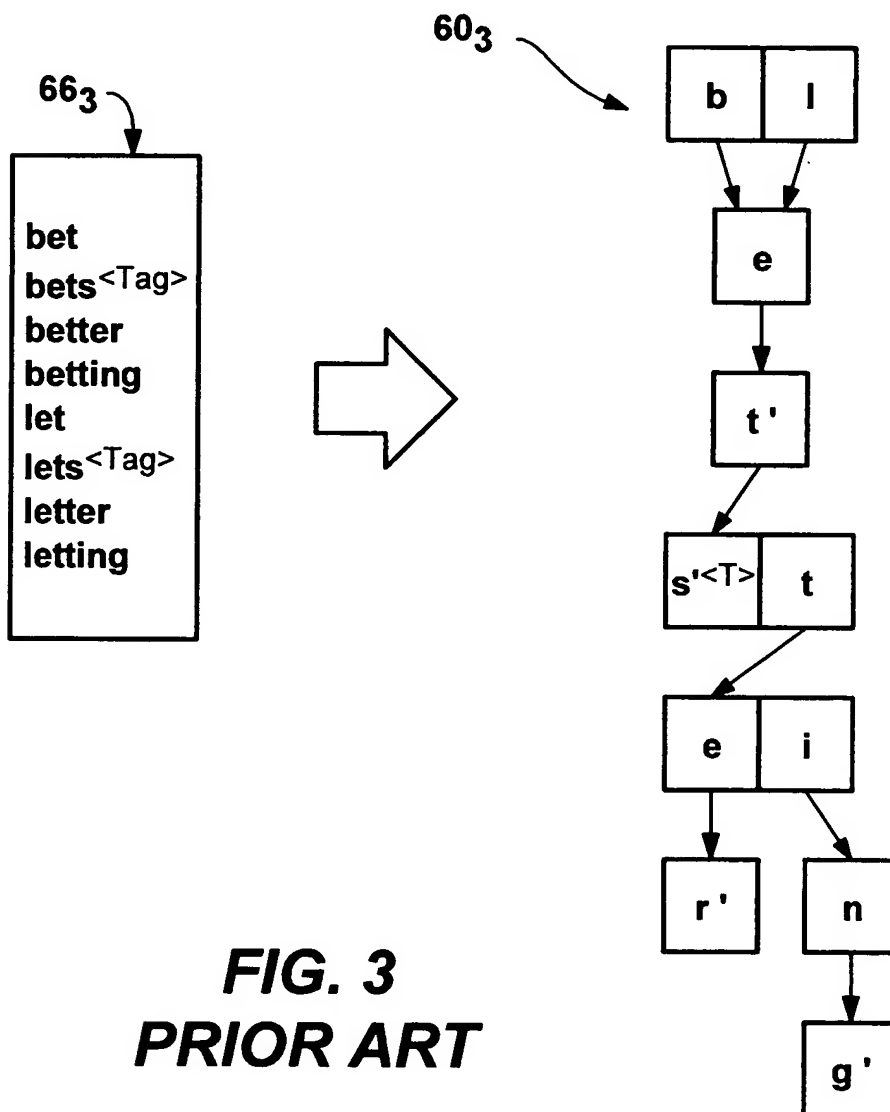 66₃
bet
bets<Tag>
better
betting
let
lets<Tag>
letter
letting
60₃
b l
e
t'
s'<T> t
e i
r' n
g'
FIG. 3
PRIOR ART